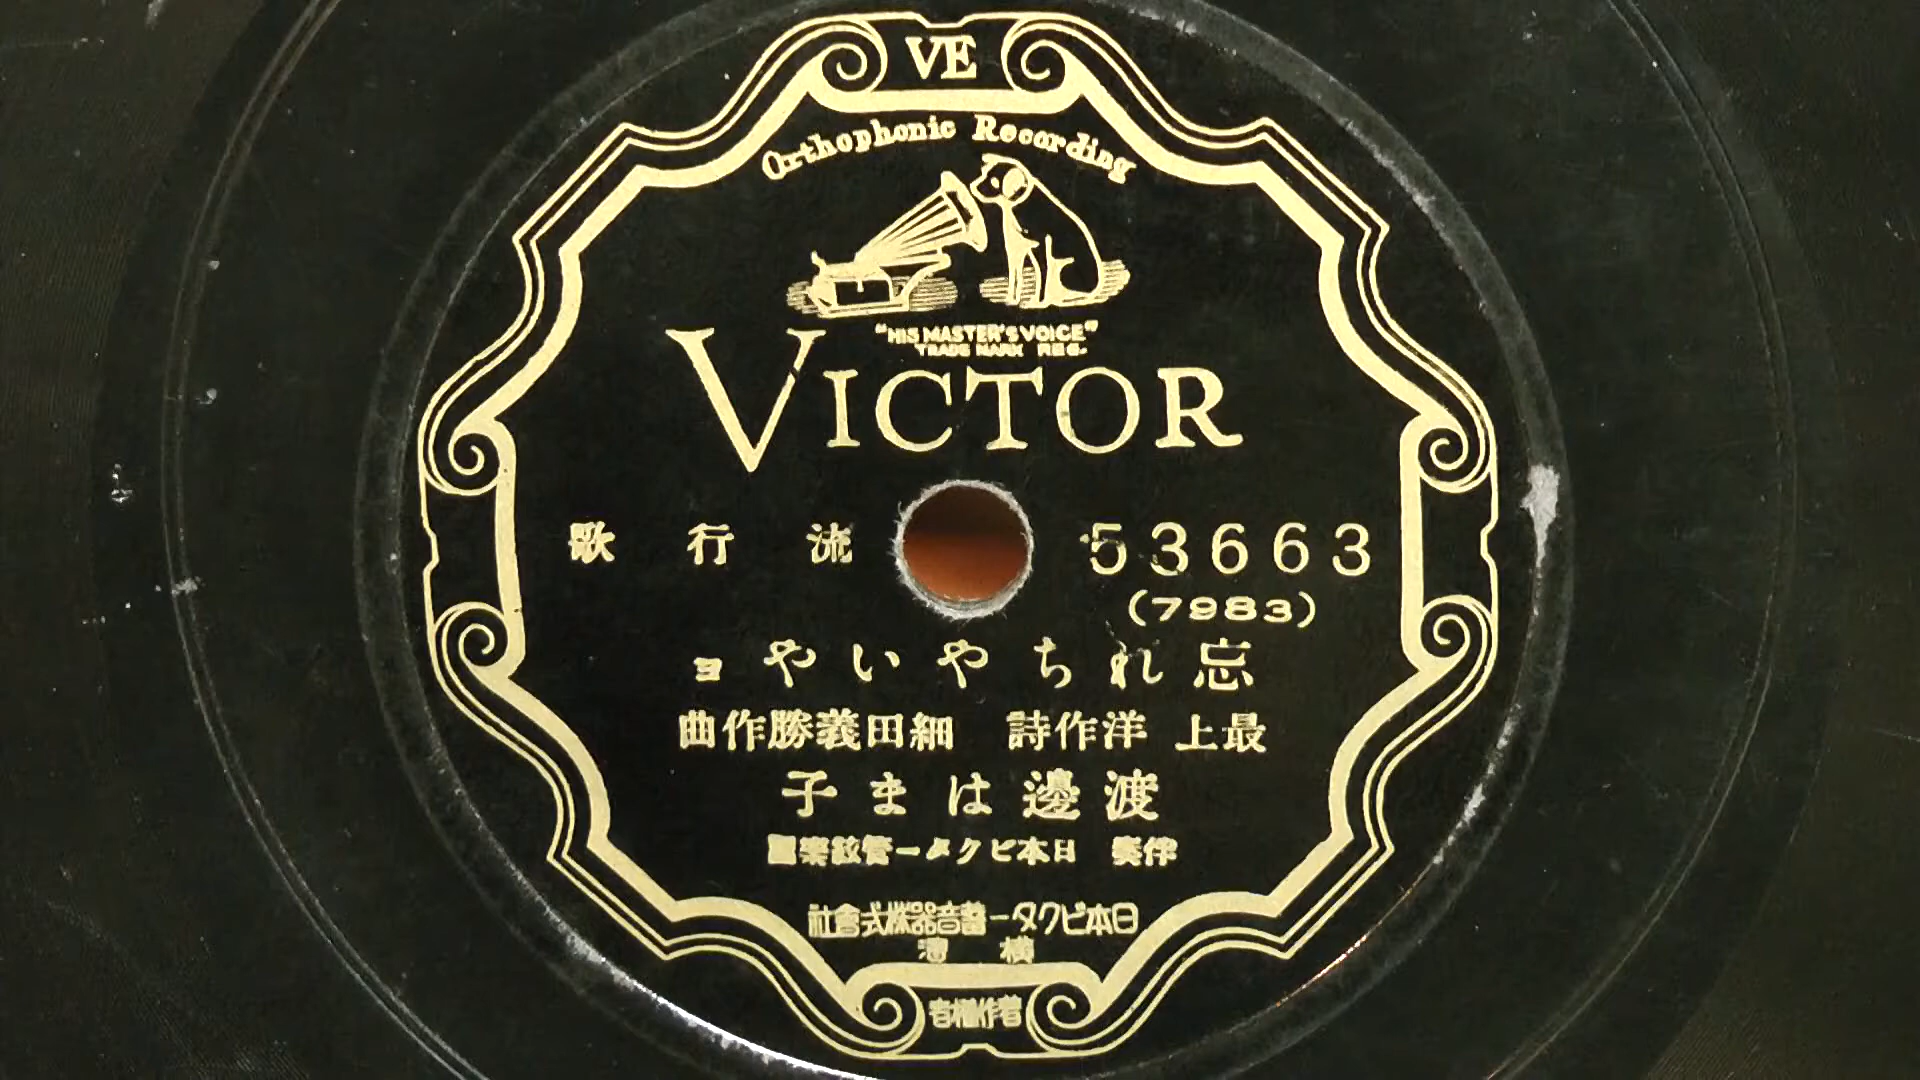 VE
Orthophonic Recording
"HIS MASTER'S VOICE"
TRADE MARK REG.
VICTOR
流行歌 53663
(7983)
忘れちやいやヨ
最上 洋作詩 細田義勝作曲
渡邊はま子
伴奏 日本ビクター管絃樂團
日本ビクター蓄音器株式會社
横濱
著作權者